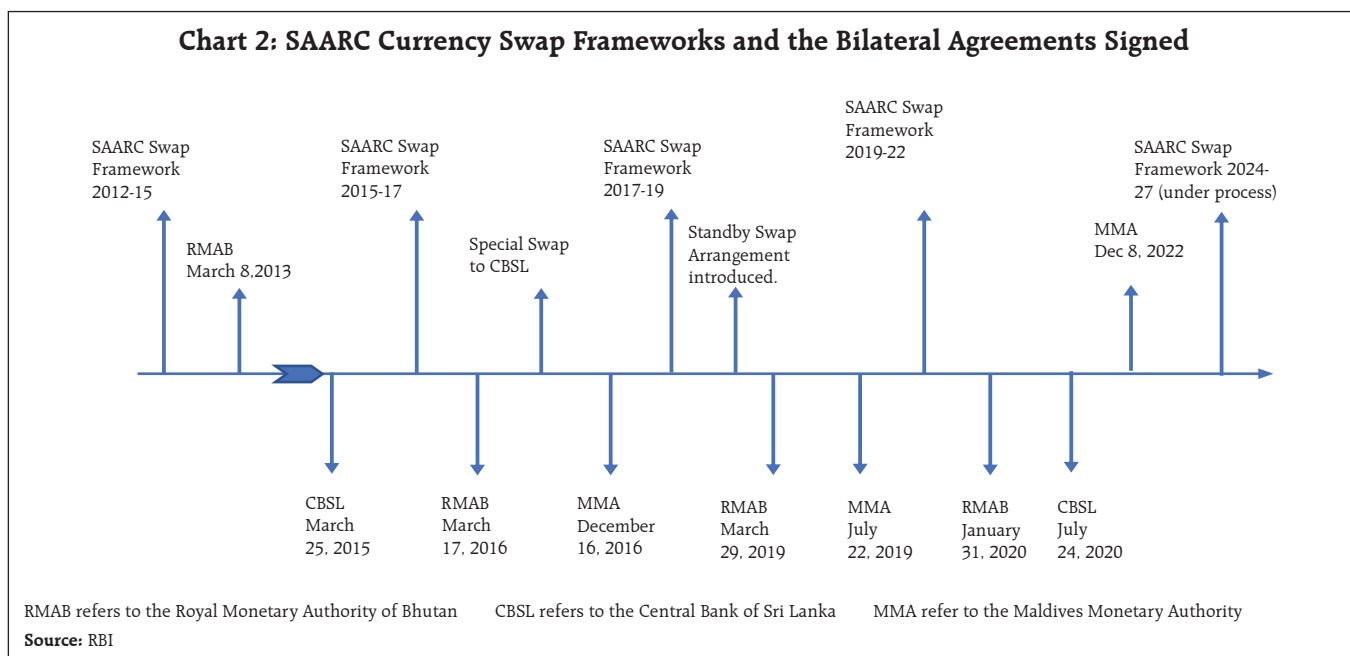 Chart 2: SAARC Currency Swap Frameworks and the Bilateral Agreements Signed
SAARC Swap
Framework
2012-15
RMAB
March 8,2013
SAARC Swap
Framework
2015-17
Special Swap
to CBSL
SAARC Swap
Framework
2017-19
Standby Swap
Arrangement
introduced.
SAARC Swap
Framework
2019-22
MMA
Dec 8, 2022
SAARC Swap
Framework 2024-
27 (under process)
CBSL
March
25, 2015
RMAB
March
17, 2016
MMA
December
16, 2016
RMAB
March
29, 2019
MMA
July
22, 2019
RMAB
January
31, 2020
CBSL
July
24, 2020
RMAB refers to the Royal Monetary Authority of Bhutan CBSL refers to the Central Bank of Sri Lanka MMA refer to the Maldives Monetary Authority
Source: RBI